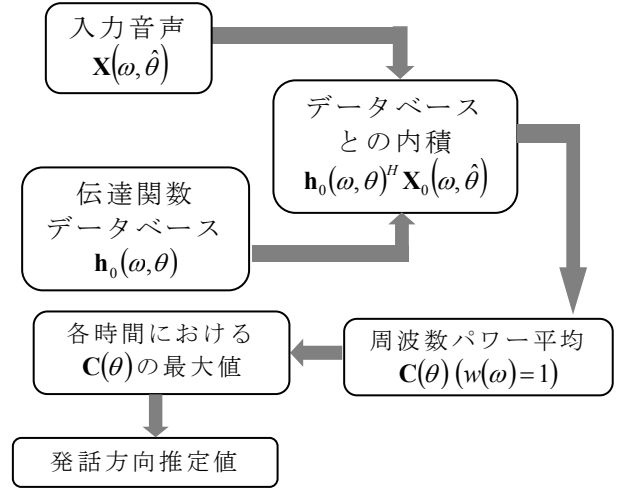 入力音声
X(ω,θ̂)
データベース
との内積
h₀(ω,θ)ᴴ X₀(ω,θ̂)
伝達関数
データベース
h₀(ω,θ)
周波数パワー平均
C(θ) (w(ω)=1)
各時間における
C(θ)の最大値
発話方向推定値